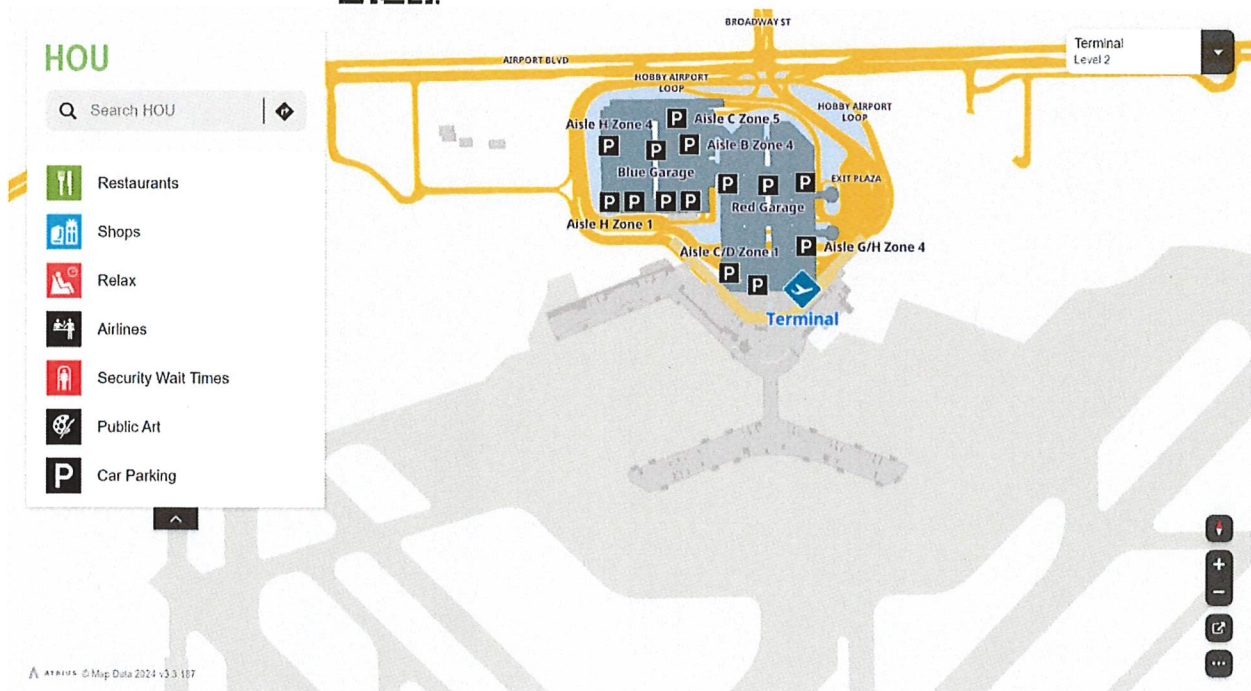 HOU
Search HOU
Restaurants
Shops
Relax
Airlines
Security Wait Times
Public Art
P Car Parking
BROADWAY ST
AIRPORT BLVD
Terminal
Level 2
HOBBY AIRPORT
LOOP
HOBBY AIRPORT
LOOP
Aisle H Zone 4
P
P Aisle C Zone 5
P
P
P Aisle B Zone 4
Blue Garage
P
P
P
EXIT PLAZA
P
P
P
P
Red Garage
Aisle H Zone 1
Aisle C/D Zone 1
P Aisle G/H Zone 4
P
P
Terminal
ATRIUS © Map Data 2024 v3.3.187